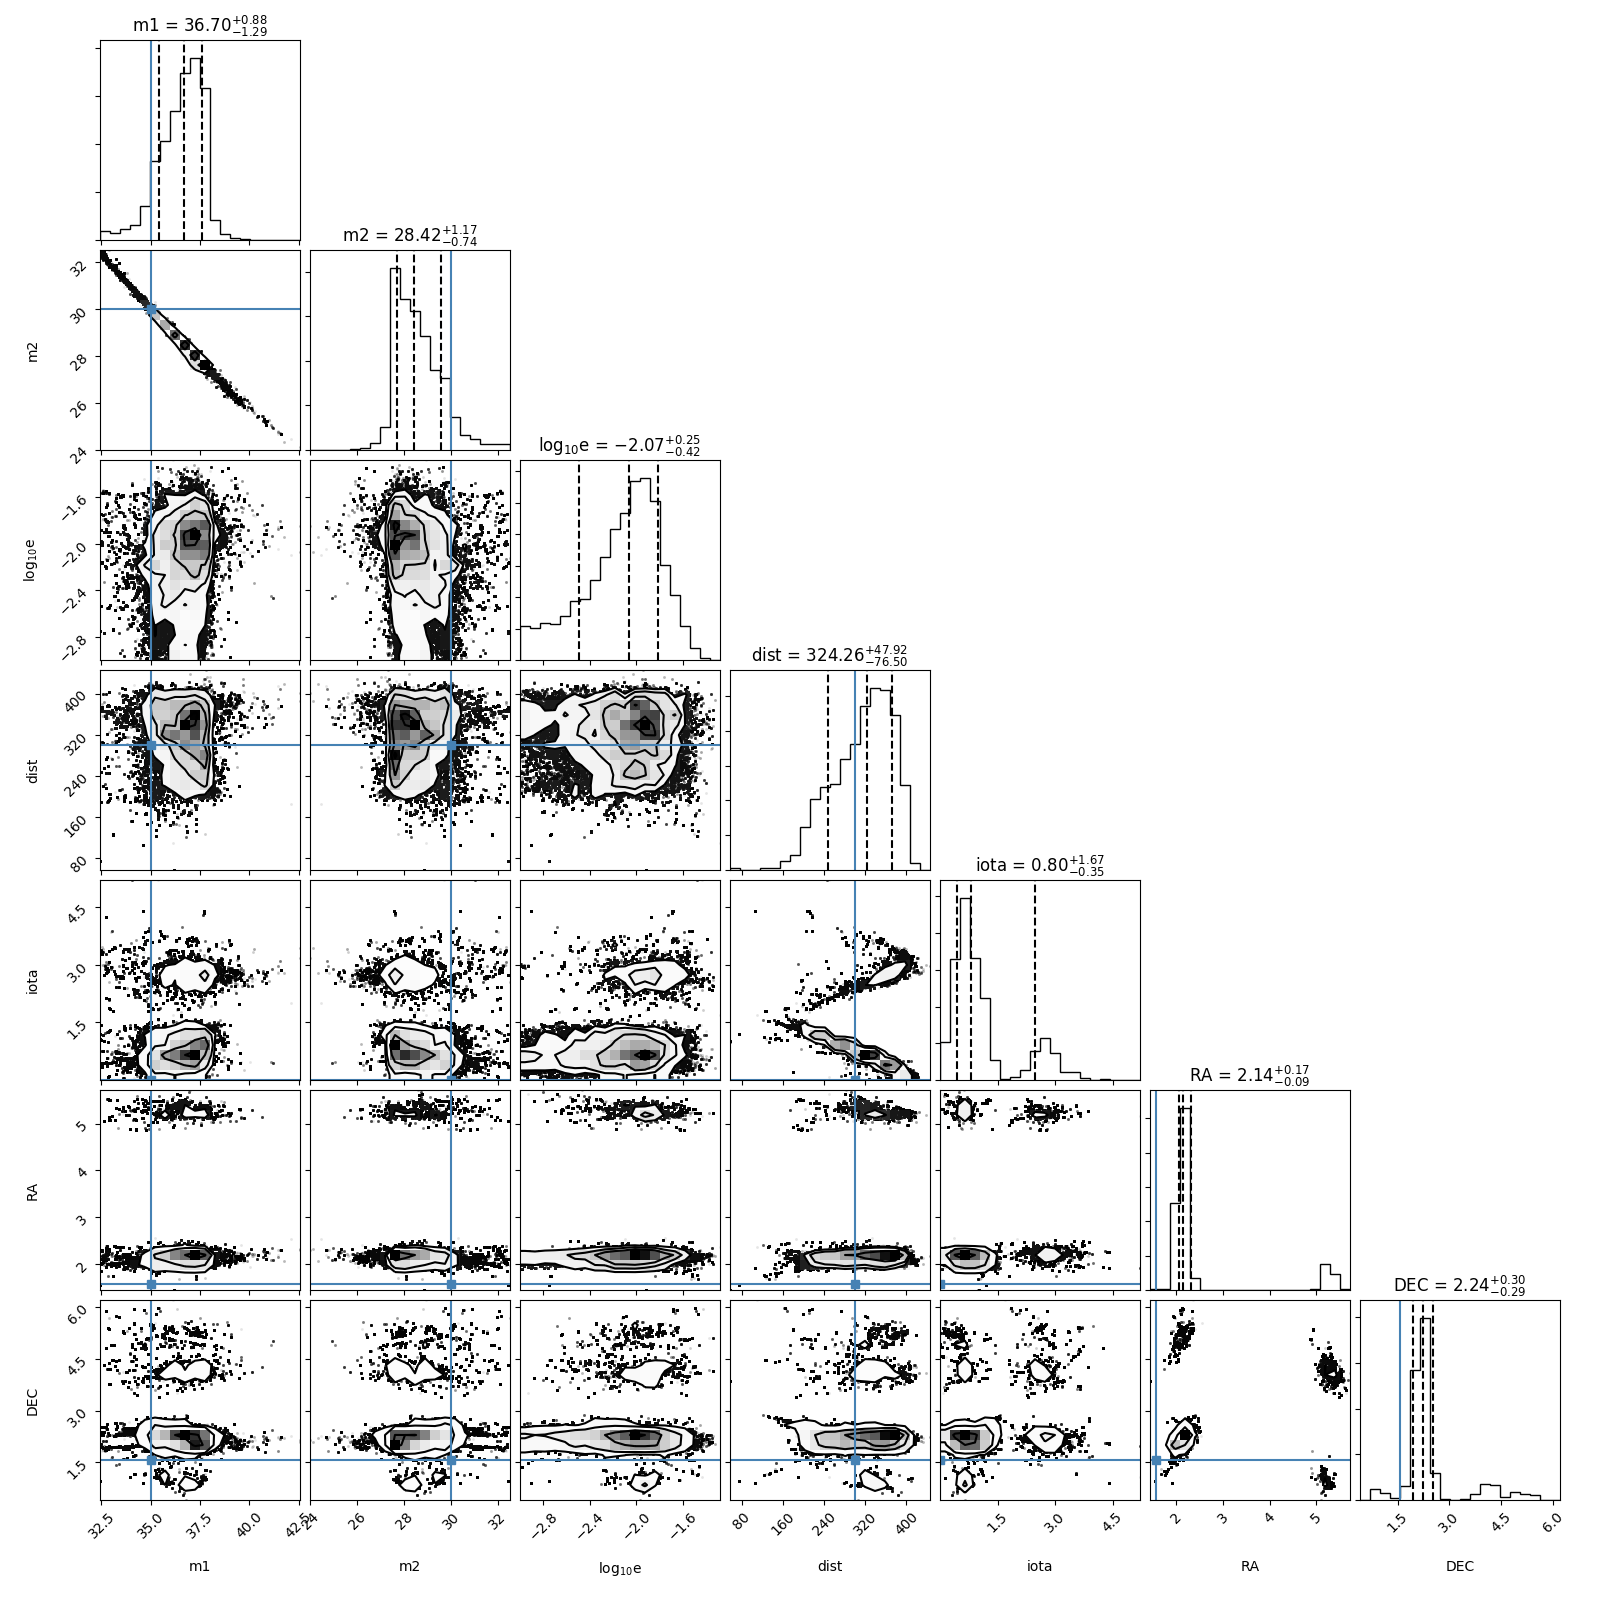 m1 = 36.70+0.88−1.29
m2 = 28.42+1.17−0.74
log10e = −2.07+0.25−0.42
dist = 324.26+47.92−76.50
iota = 0.80+1.67−0.35
RA = 2.14+0.17−0.09
DEC = 2.24+0.30−0.29
m2
32
30
28
26
24
log10e
−1.6
−2.0
−2.4
−2.8
dist
400
320
240
160
80
iota
4.5
3.0
1.5
RA
5
4
3
2
DEC
6.0
4.5
3.0
1.5
32.5 35.0 37.5 40.0 42.5
24 26 28 30 32
−2.8 −2.4 −2.0 −1.6
80 160 240 320 400
1.5 3.0 4.5
2 3 4 5
1.5 3.0 4.5 6.0
m1 m2 log10e dist iota RA DEC